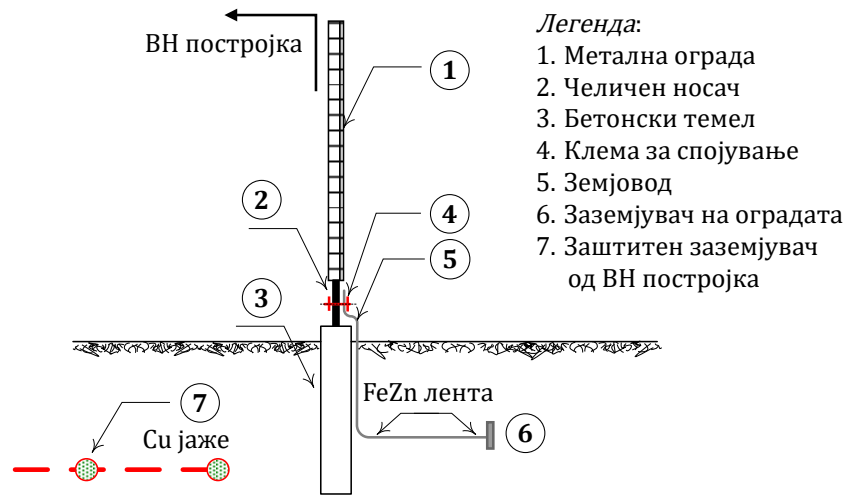 ВН постројка
1
2
4
5
3
FeZn лента
7
Cu јаже
6
Легенда:
1. Метална ограда
2. Челичен носач
3. Бетонски темел
4. Клема за спојување
5. Земјовод
6. Заземјувач на оградата
7. Заштитен заземјувач
од ВН постројка